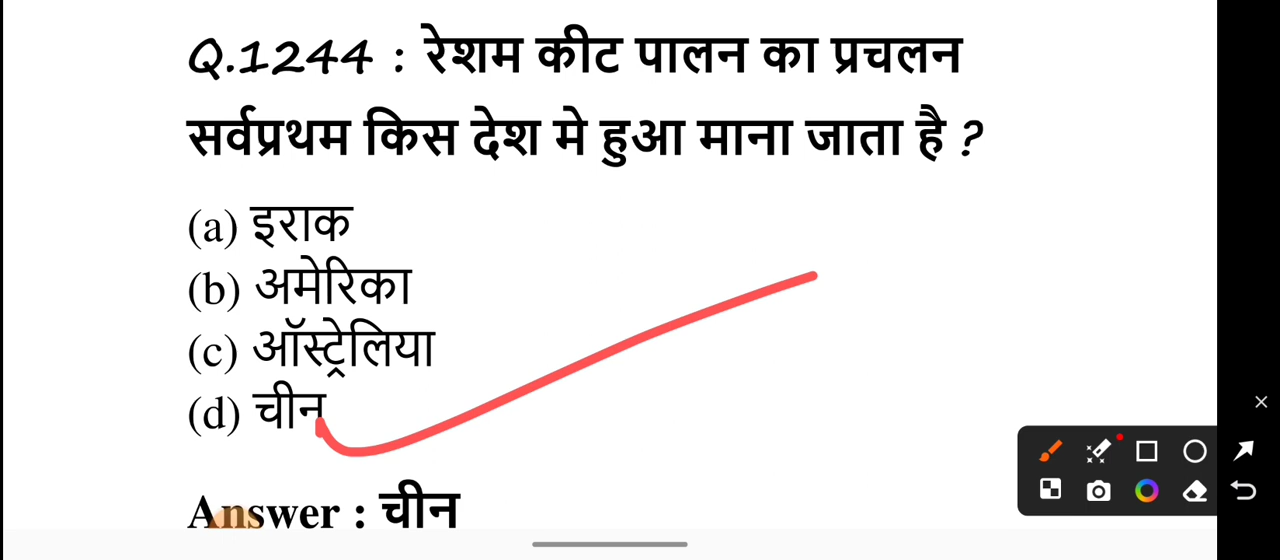 Q.1244 : रेशम कीट पालन का प्रचलन
सर्वप्रथम किस देश मे हुआ माना जाता है ?
(a) इराक
(b) अमेरिका
(c) ऑस्ट्रेलिया
(d) चीन
Answer : चीन